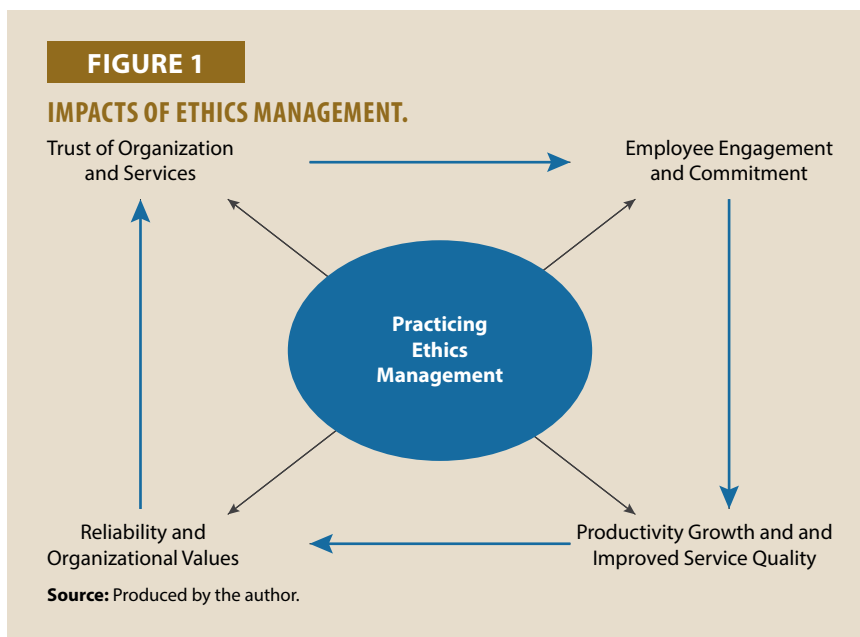 FIGURE 1
IMPACTS OF ETHICS MANAGEMENT.
Trust of Organization
and Services
Employee Engagement
and Commitment
Practicing
Ethics
Management
Reliability and
Organizational Values
Productivity Growth and and
Improved Service Quality
Source: Produced by the author.